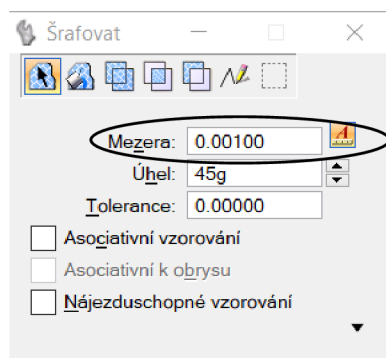 Šrafovat
Mezera: 0.00100
Úhel: 45g
Tolerance: 0.00000
Asociativní vzorování
Asociativní k obrysu
Nájezduschopné vzorování